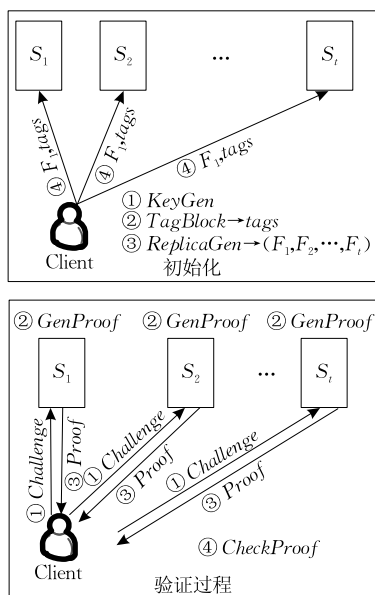 S₁
S₂
...
Sₜ
④ F₁,tags
④ F₁,tags
④ F₁,tags
① KeyGen
② TagBlock→tags
③ ReplicaGen→(F₁,F₂,…,Fₜ)
Client
初始化
② GenProof
② GenProof
② GenProof
S₁
S₂
...
Sₜ
① Challenge
③ Proof
① Challenge
③ Proof
① Challenge
③ Proof
④ CheckProof
Client
验证过程